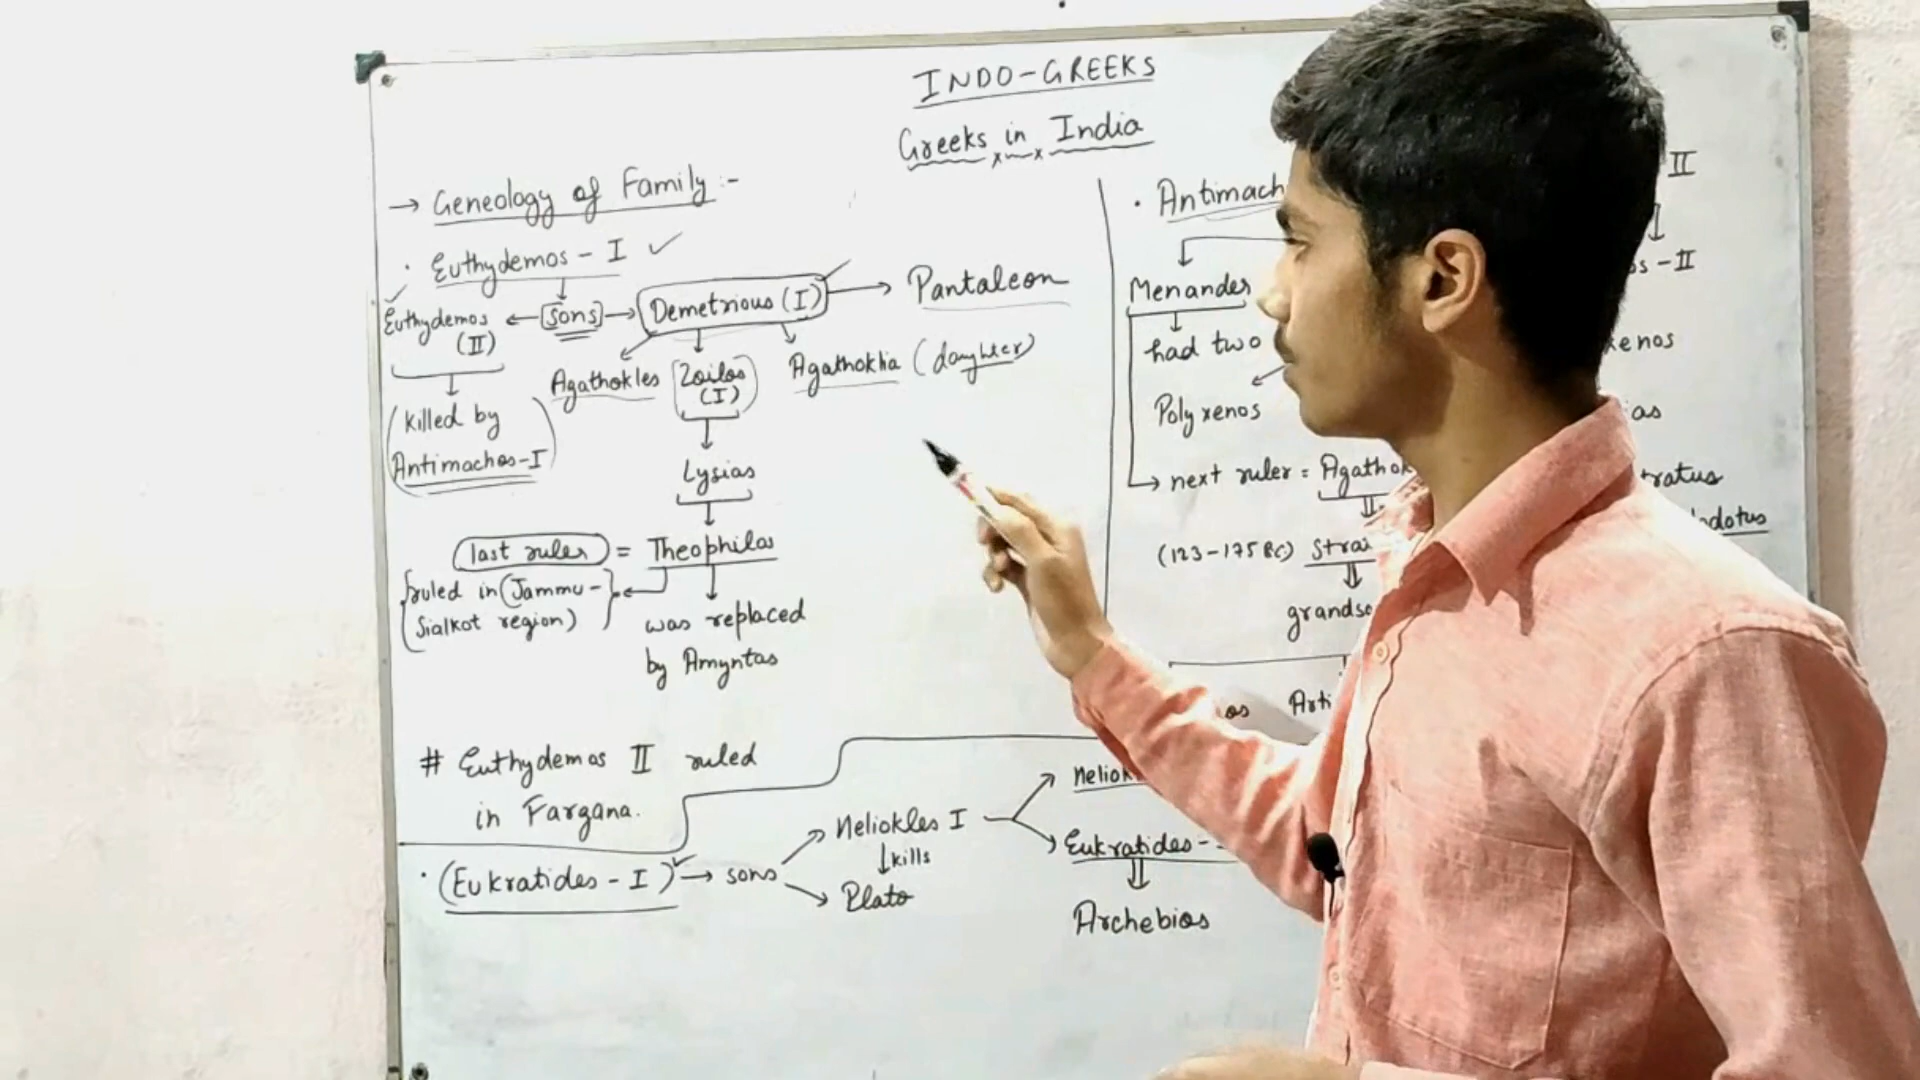 INDO-GREEKS
Greeks in India
→ Geneology of Family :-
· Euthydemos - I ✓
✓ Euthydemos (II) ← sons → Demetrious (I) → Pantaleon
Agathokles
Zoilos (I)
Agathoklia (daughter)
(killed by
Antimachos-I)
Lysias
last ruler = Theophilos
{ruled in (Jammu -
Sialkot region)}
was replaced
by Amyntas
# Euthydemos II ruled
in Fargana.
· (Eukratides - I) → sons
Heliokles I
↓ kills
Plato
Eukratides -
Archebios
· Antimach
II
Menander
os - II
had two
Polyxenos
→ next ruler = Agathok
(123-175 BC) Strat
grandso